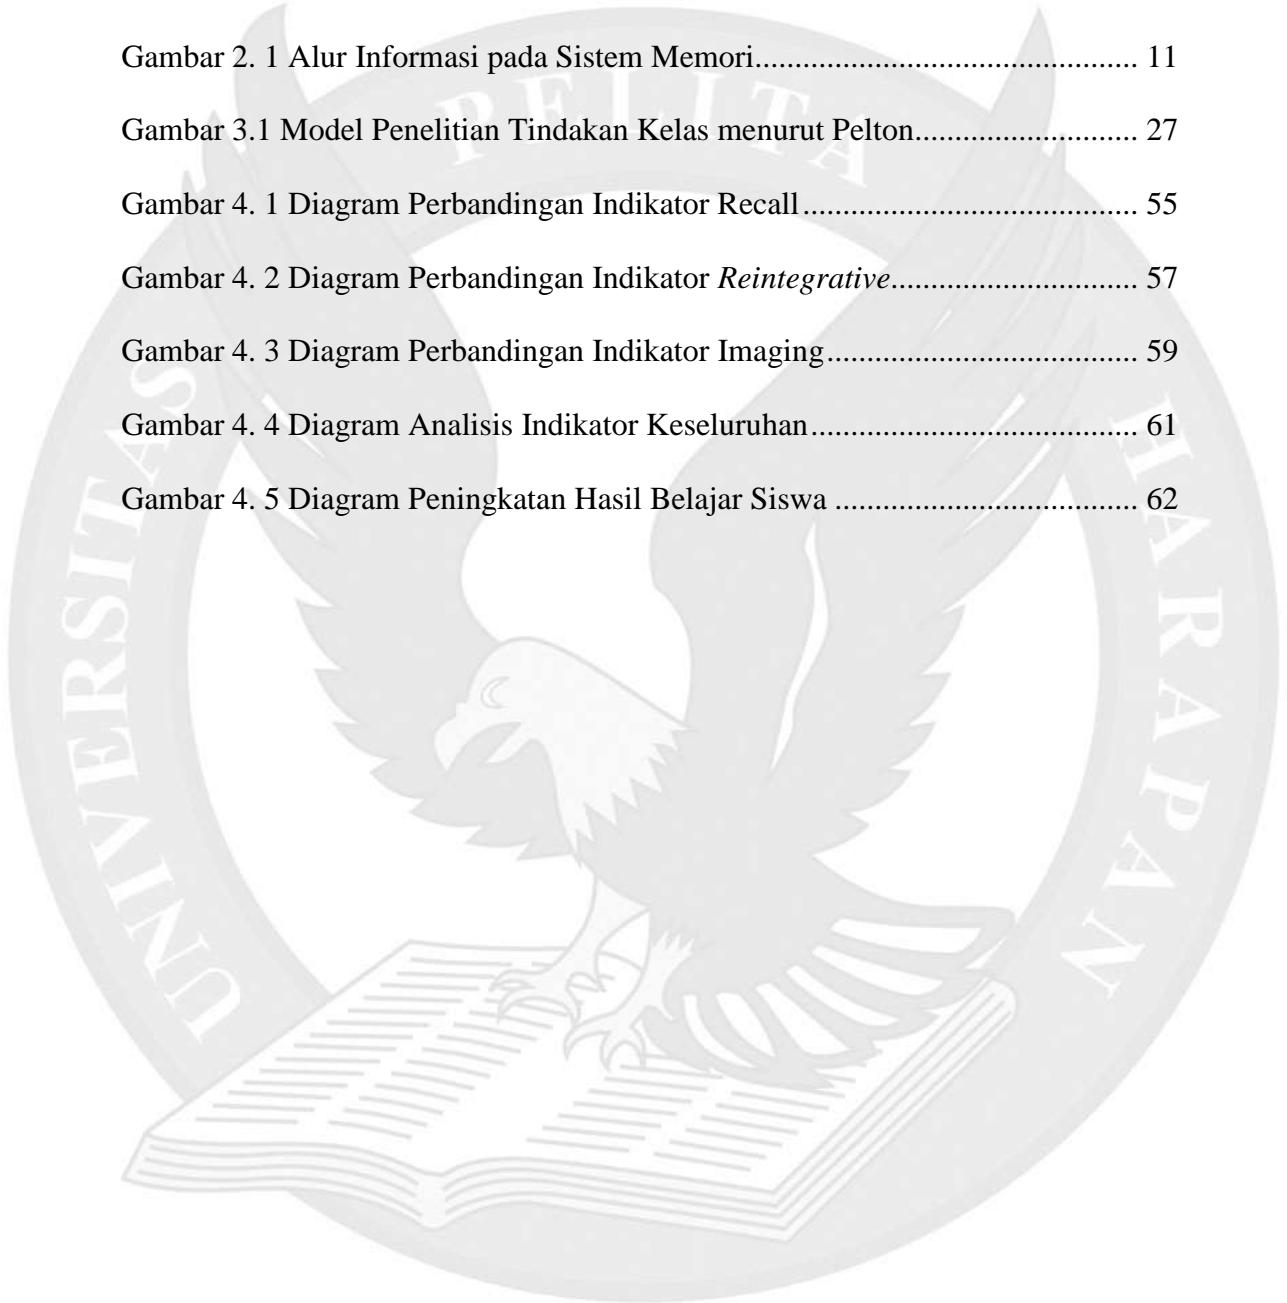 Gambar 2. 1 Alur Informasi pada Sistem Memori................................................ 11
Gambar 3.1 Model Penelitian Tindakan Kelas menurut Pelton............................ 27
Gambar 4. 1 Diagram Perbandingan Indikator Recall.......................................... 55
Gambar 4. 2 Diagram Perbandingan Indikator Reintegrative............................... 57
Gambar 4. 3 Diagram Perbandingan Indikator Imaging....................................... 59
Gambar 4. 4 Diagram Analisis Indikator Keseluruhan......................................... 61
Gambar 4. 5 Diagram Peningkatan Hasil Belajar Siswa ...................................... 62
UNIVERSITAS PELITA HARAPAN